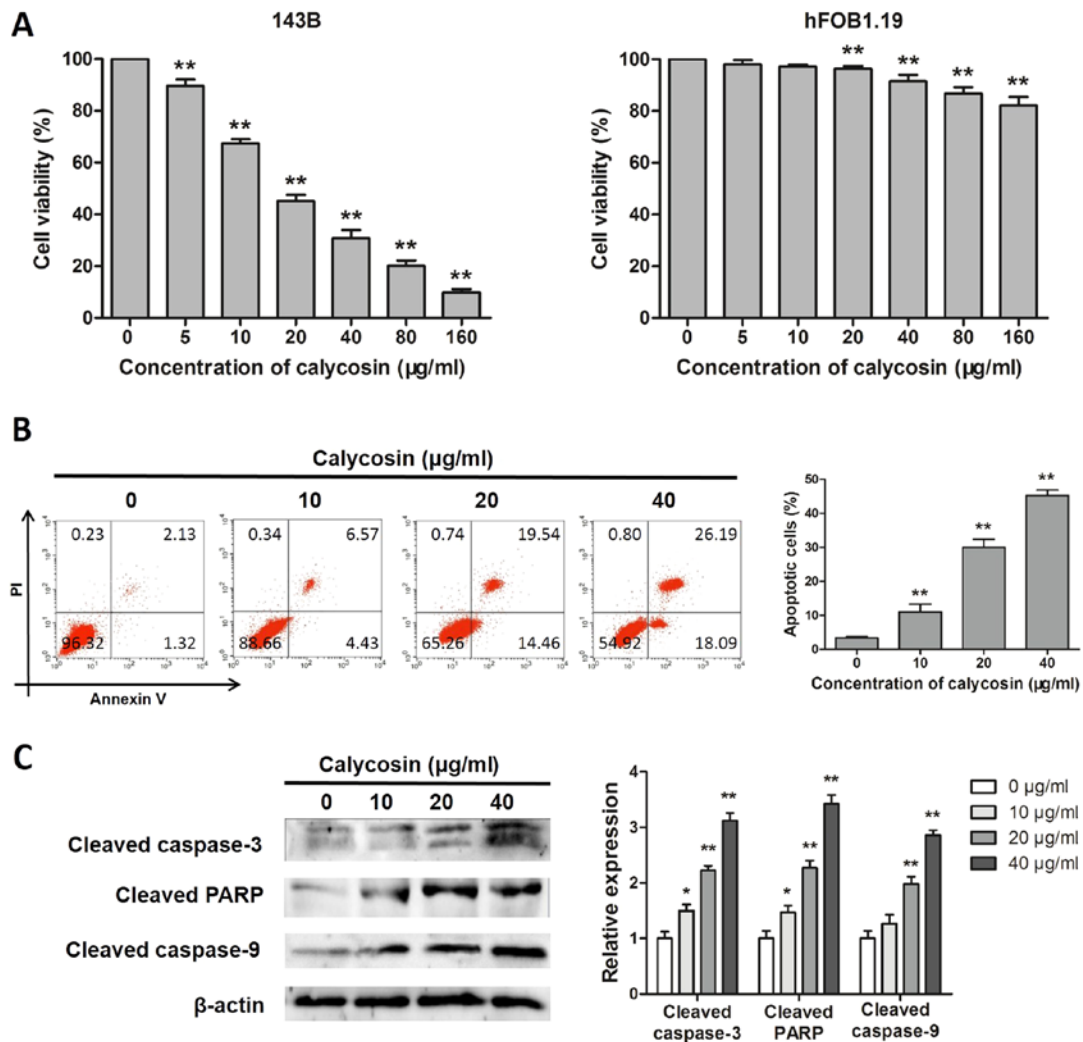 A
143B
hFOB1.19
** ** ** ** ** **
** ** ** **
100
80
60
40
20
0
Cell viability (%)
0 5 10 20 40 80 160
Concentration of calycosin (µg/ml)
100
80
60
40
20
0
Cell viability (%)
0 5 10 20 40 80 160
Concentration of calycosin (µg/ml)
B
Calycosin (µg/ml)
0 10 20 40
0.23 2.13
96.32 1.32
0.34 6.57
88.66 4.43
0.74 19.54
65.26 14.46
0.80 26.19
54.92 18.09
PI
Annexin V
** ** **
50
40
30
20
10
0
Apoptotic cells (%)
0 10 20 40
Concentration of calycosin (µg/ml)
C
Calycosin (µg/ml)
0 10 20 40
Cleaved caspase-3
Cleaved PARP
Cleaved caspase-9
β-actin
4
3
2
1
0
Relative expression
* ** ** * ** ** ** **
Cleaved caspase-3
Cleaved PARP
Cleaved caspase-9
0 µg/ml
10 µg/ml
20 µg/ml
40 µg/ml